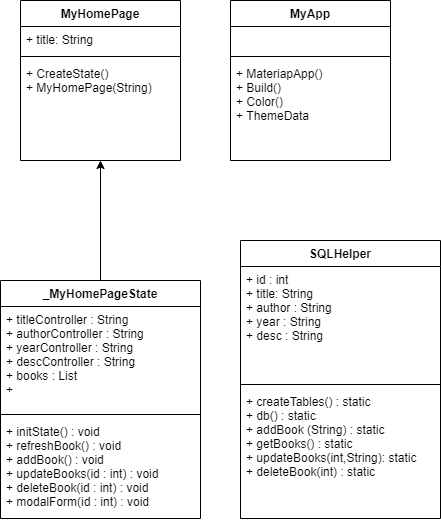 MyHomePage
+ title: String
+ CreateState()
+ MyHomePage(String)
MyApp
+ MateriapApp()
+ Build()
+ Color()
+ ThemeData
_MyHomePageState
+ titleController : String
+ authorController : String
+ yearController : String
+ descController : String
+ books : List
+
+ initState() : void
+ refreshBook() : void
+ addBook() : void
+ updateBooks(id : int) : void
+ deleteBook(id : int) : void
+ modalForm(id : int) : void
SQLHelper
+ id : int
+ title: String
+ author : String
+ year : String
+ desc : String
+ createTables() : static
+ db() : static
+ addBook (String) : static
+ getBooks() : static
+ updateBooks(int,String): static
+ deleteBook(int) : static